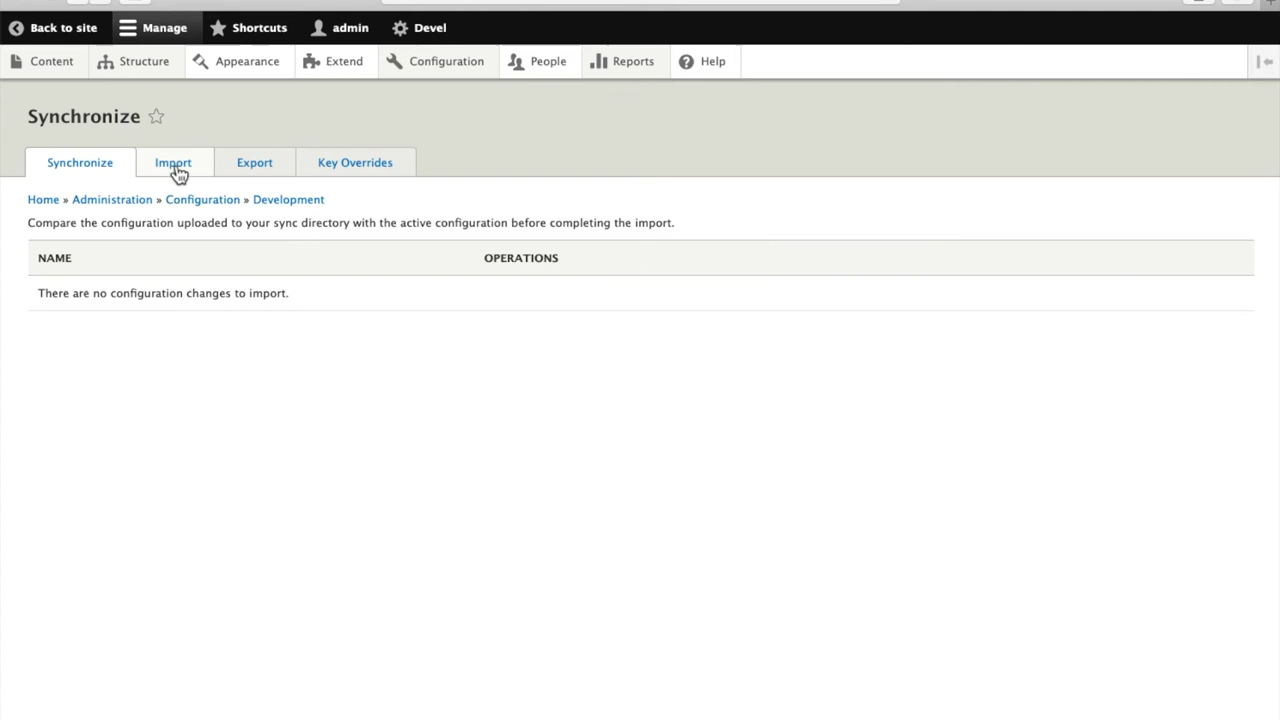 Back to site Manage Shortcuts admin Devel
Content Structure Appearance Extend Configuration People Reports Help
Synchronize
Synchronize Import Export Key Overrides
Home » Administration » Configuration » Development
Compare the configuration uploaded to your sync directory with the active configuration before completing the import.
NAME OPERATIONS
There are no configuration changes to import.